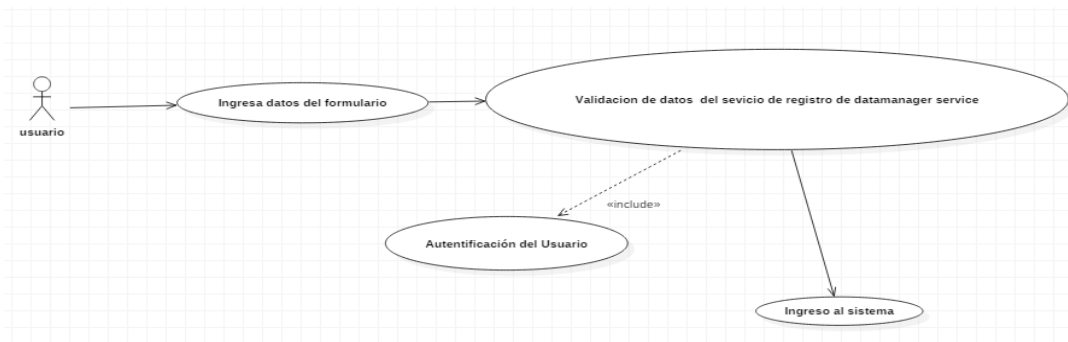 Ingresa datos del formulario
Validacion de datos  del sevicio de registro de datamanager service
usuario
«include»
Autentificación del Usuario
Ingreso al sistema